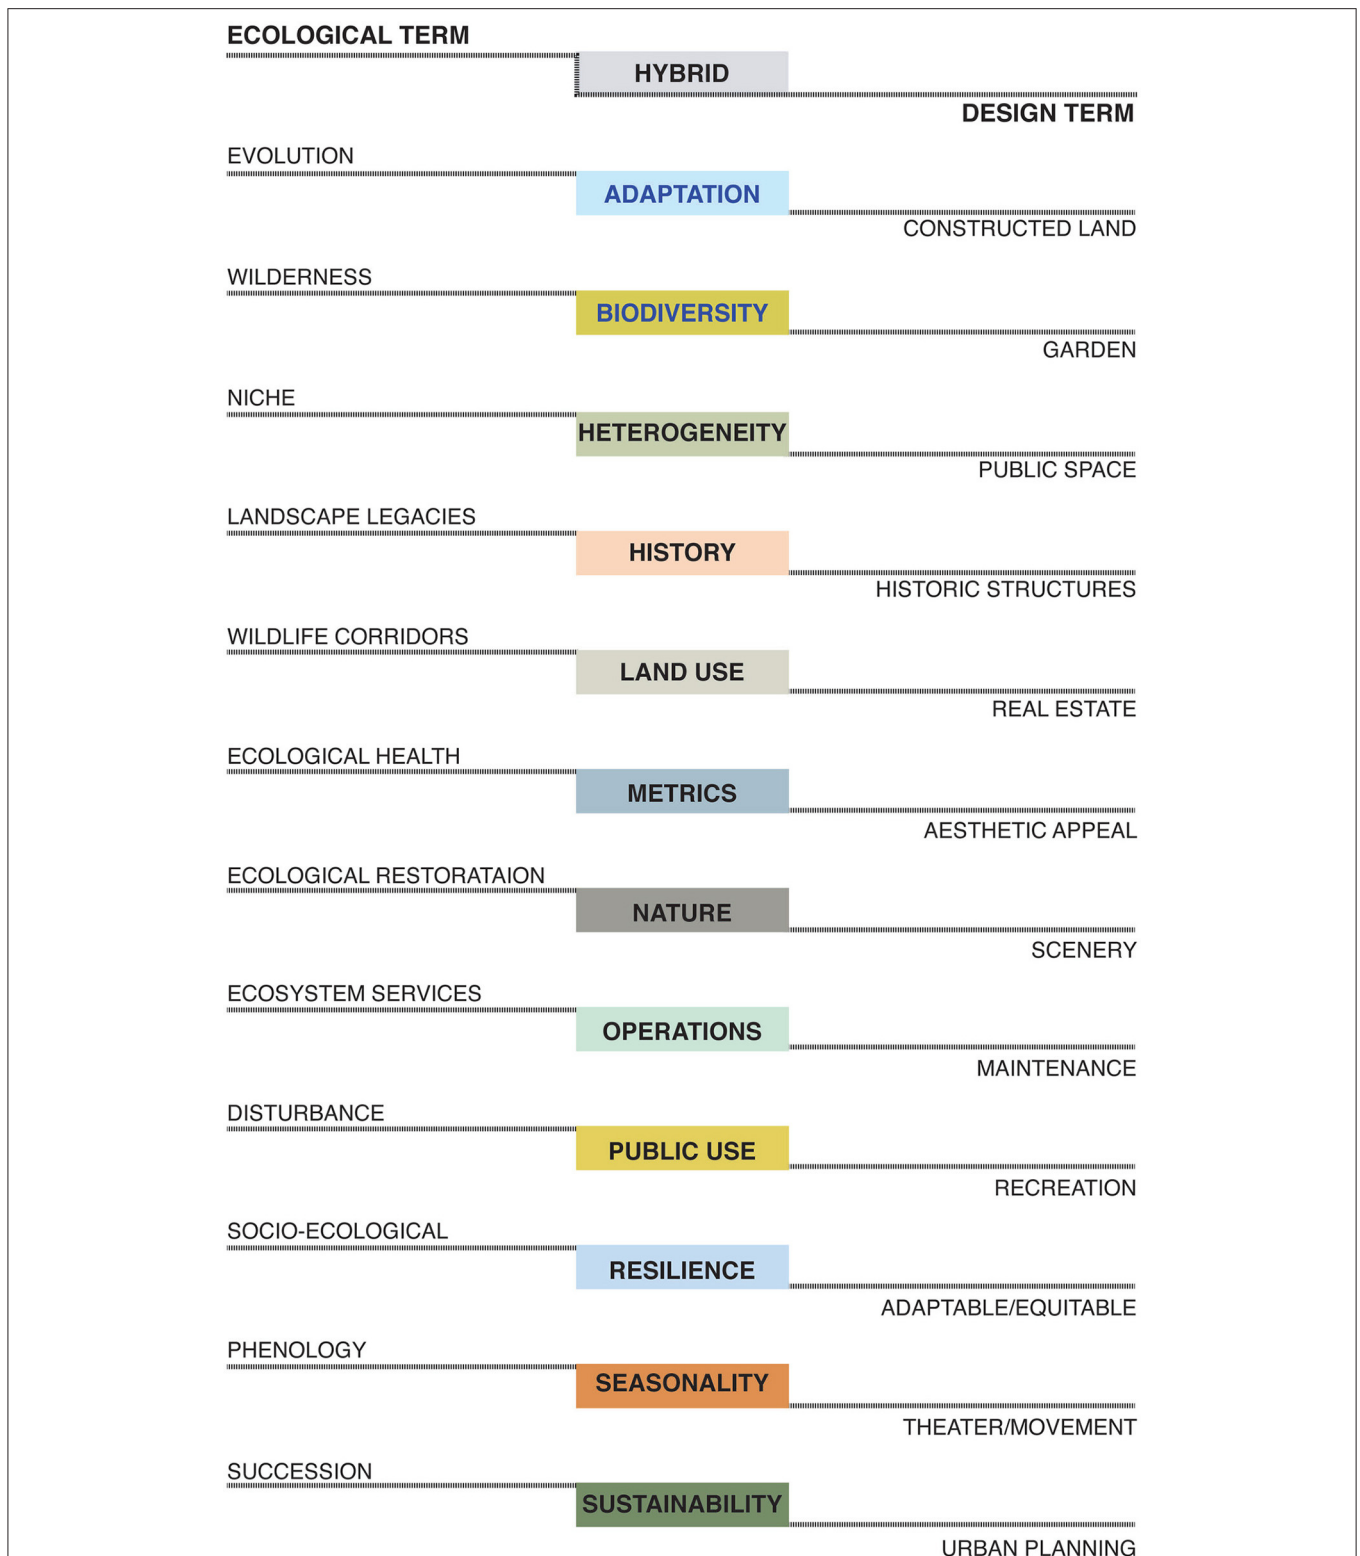 ECOLOGICAL TERM
HYBRID
DESIGN TERM
EVOLUTION
ADAPTATION
CONSTRUCTED LAND
WILDERNESS
BIODIVERSITY
GARDEN
NICHE
HETEROGENEITY
PUBLIC SPACE
LANDSCAPE LEGACIES
HISTORY
HISTORIC STRUCTURES
WILDLIFE CORRIDORS
LAND USE
REAL ESTATE
ECOLOGICAL HEALTH
METRICS
AESTHETIC APPEAL
ECOLOGICAL RESTORATAION
NATURE
SCENERY
ECOSYSTEM SERVICES
OPERATIONS
MAINTENANCE
DISTURBANCE
PUBLIC USE
RECREATION
SOCIO-ECOLOGICAL
RESILIENCE
ADAPTABLE/EQUITABLE
PHENOLOGY
SEASONALITY
THEATER/MOVEMENT
SUCCESSION
SUSTAINABILITY
URBAN PLANNING